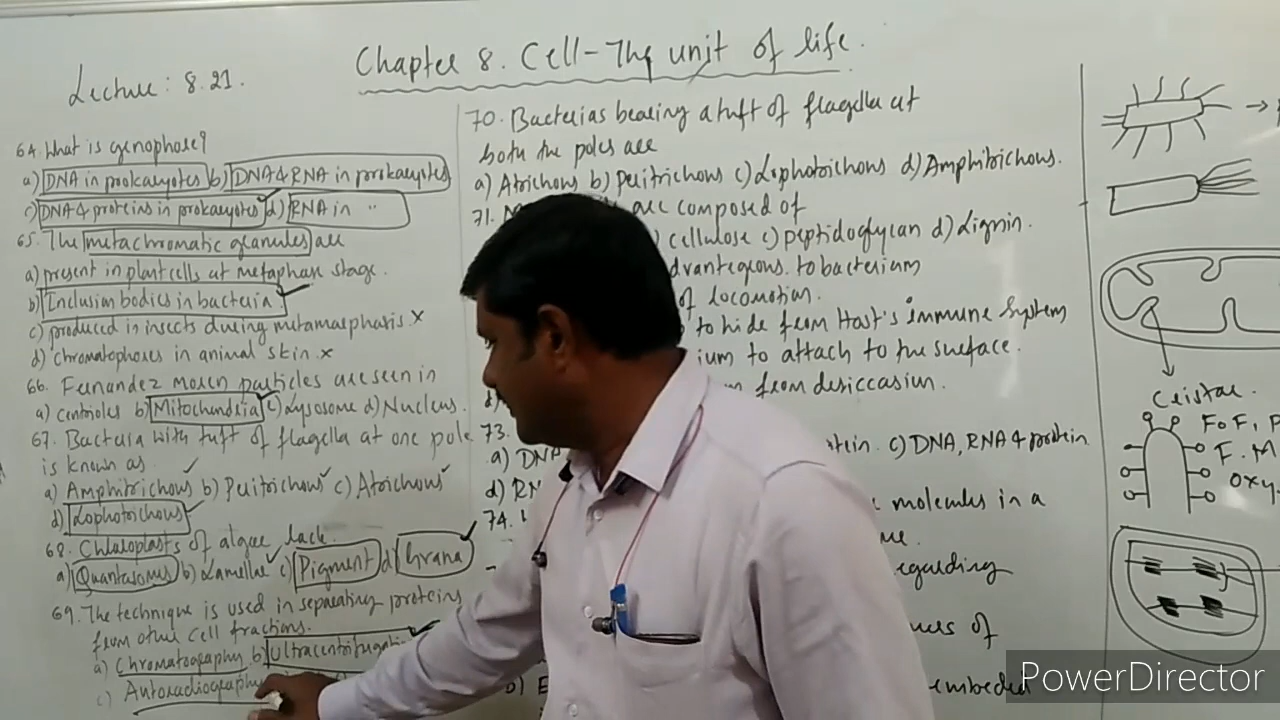 Chapter 8. Cell-The unit of life.
Lecture: 8.21.
64. What is genophore?
a) DNA in prokaryotes b) DNA & RNA in prorkaryotes
c) DNA & proteins in prokaryotes d) RNA in "
65. The metachromatic granules are
a) present in plant cells at metaphase stage.
b) Inclusion bodies in bacteria
c) produced in insects during metamorphosis x
d) chromatophores in animal skin. x
66. Fernandez Moren particles are seen in
a) centrioles b) Mitochondria c) Lysosome d) Nucleus.
67. Bacteria with tuft of flagella at one pole
is known as
a) Amphitrichous b) Peritrichous c) Atrichous
d) Lophotrichous
68. Chloroplasts of algae lack.
a) Quantasomes b) Lamellae c) Pigment d) Grana
69. The technique is used in separating proteins
from other cell fractions.
a) Chromatography b) Ultracentrifugati
c) Autoradiography
70. Bacterias bearing a tuft of flagella at
both the poles are
a) Atrichous b) Peritrichous c) Lophotrichous d) Amphitrichous.
71. are composed of
cellulose c) peptidoglycan d) Lignin.
dvantegeous to bacterium
of locomotion.
to hide from Host's immune System
ium to attach to the surface.
d) from desiccasiun.
73.
a) DNA tein. c) DNA, RNA & protein
d) RN
74. molecules in a
egarding
of
b) E embeded
Cristae.
F0F1 P
F. M
Oxy
PowerDirector